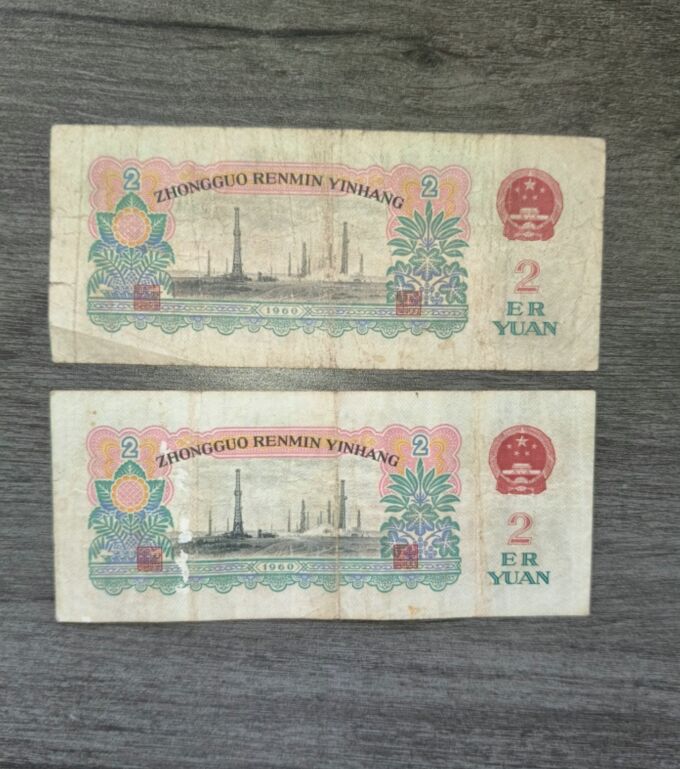 2 2
ZHONGGUO RENMIN YINHANG
1960
2
ER
YUAN
2 2
ZHONGGUO RENMIN YINHANG
1960
2
ER
YUAN